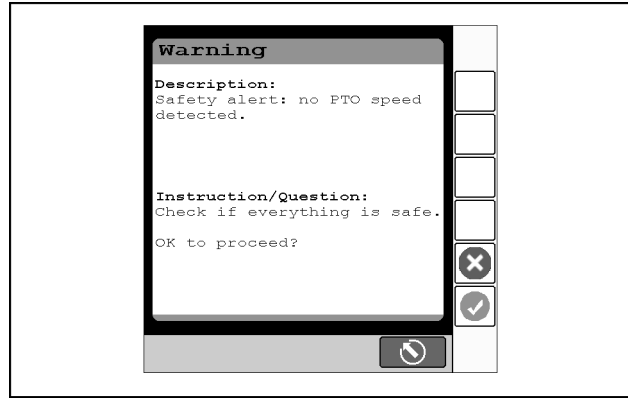 Warning
Description:
Safety alert: no PTO speed
detected.
Instruction/Question:
Check if everything is safe.
OK to proceed?